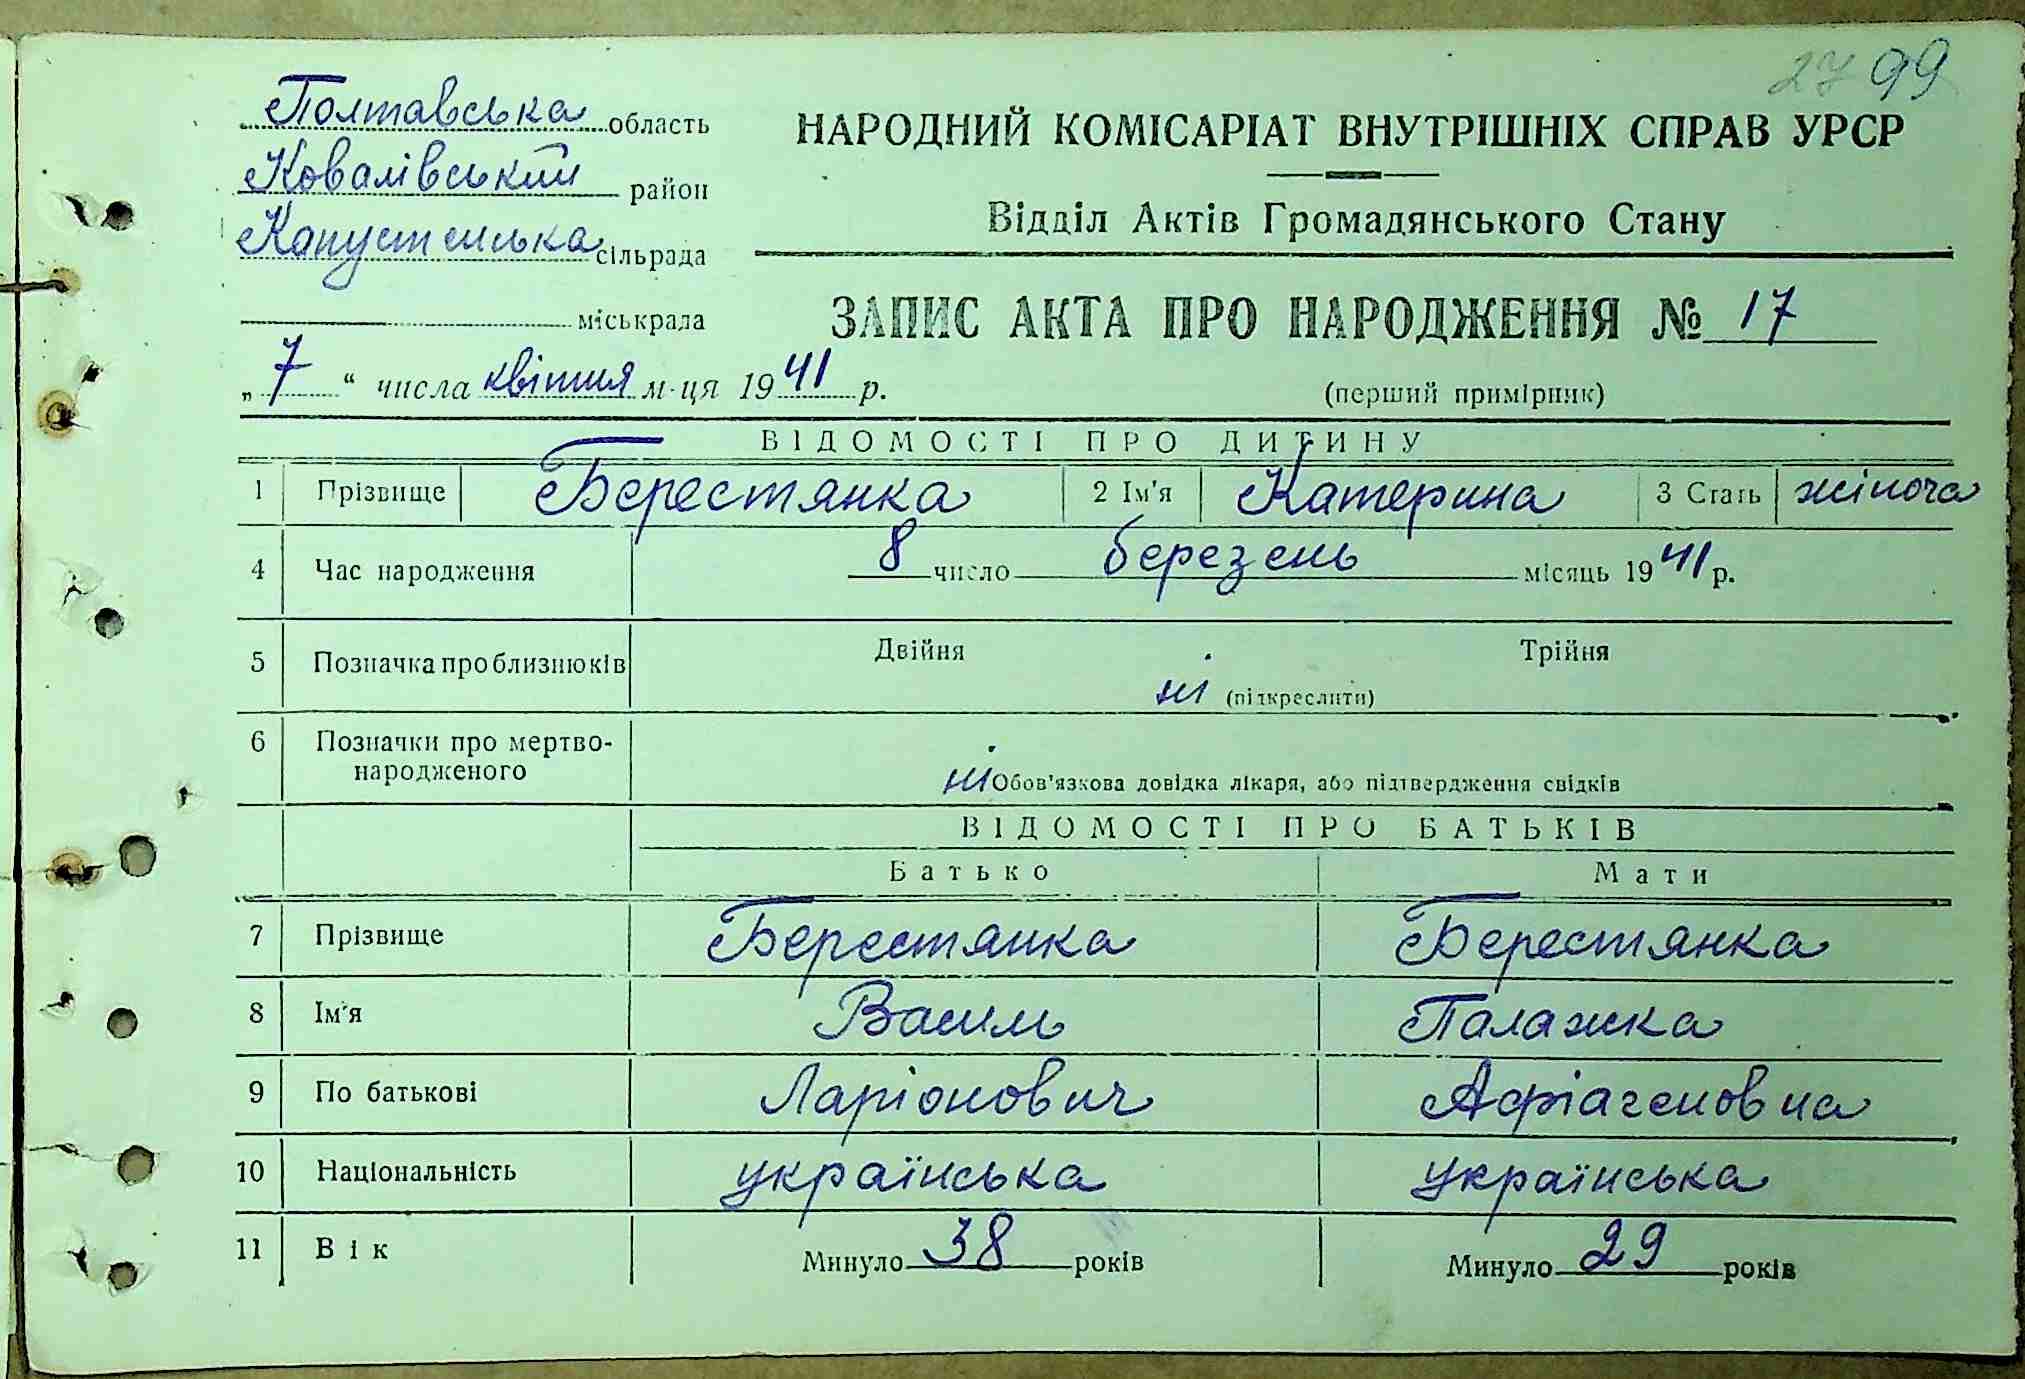 27 99
Полтавська область
Ковалівський район
Капустенська сільрада
міськрада
„7“ числа квітня м-ця 1941 р.
НАРОДНИЙ КОМІСАРІАТ ВНУТРІШНІХ СПРАВ УРСР
Відділ Актів Громадянського Стану
ЗАПИС АКТА ПРО НАРОДЖЕННЯ № 17
(перший примірник)
ВІДОМОСТІ ПРО ДИТИНУ
1 Прізвище Берестянка 2 Ім'я Катерина 3 Стать жіноча
4 Час народження 8 число березень місяць 1941 р.
5 Позначка про близнюків Двійня Трійня
ні (підкреслити)
6 Позначки про мертво-
народженого
ні Обов'язкова довідка лікаря, або підтвердження свідків
ВІДОМОСТІ ПРО БАТЬКІВ
Батько Мати
7 Прізвище Берестянка Берестянка
8 Ім'я Василь Палажка
9 По батькові Ларіонович
10 Національність українська українська
11 Вік Минуло 38 років Минуло 29 років